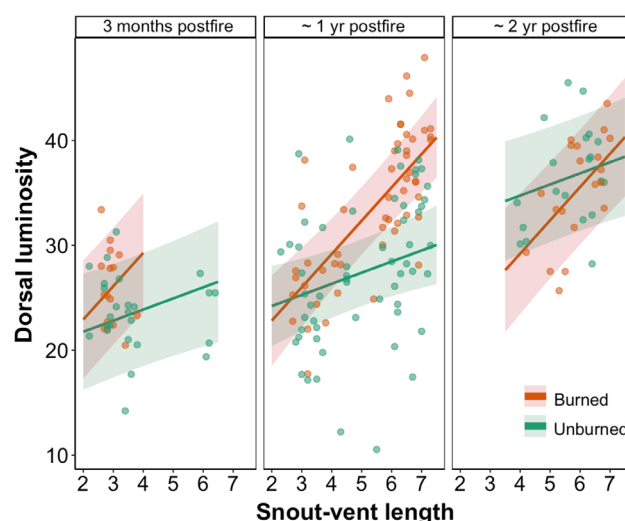 3 months postfire
~ 1 yr postfire
~ 2 yr postfire
Dorsal luminosity
40
30
20
10
Burned
Unburned
2 3 4 5 6 7
2 3 4 5 6 7
2 3 4 5 6 7
Snout-vent length